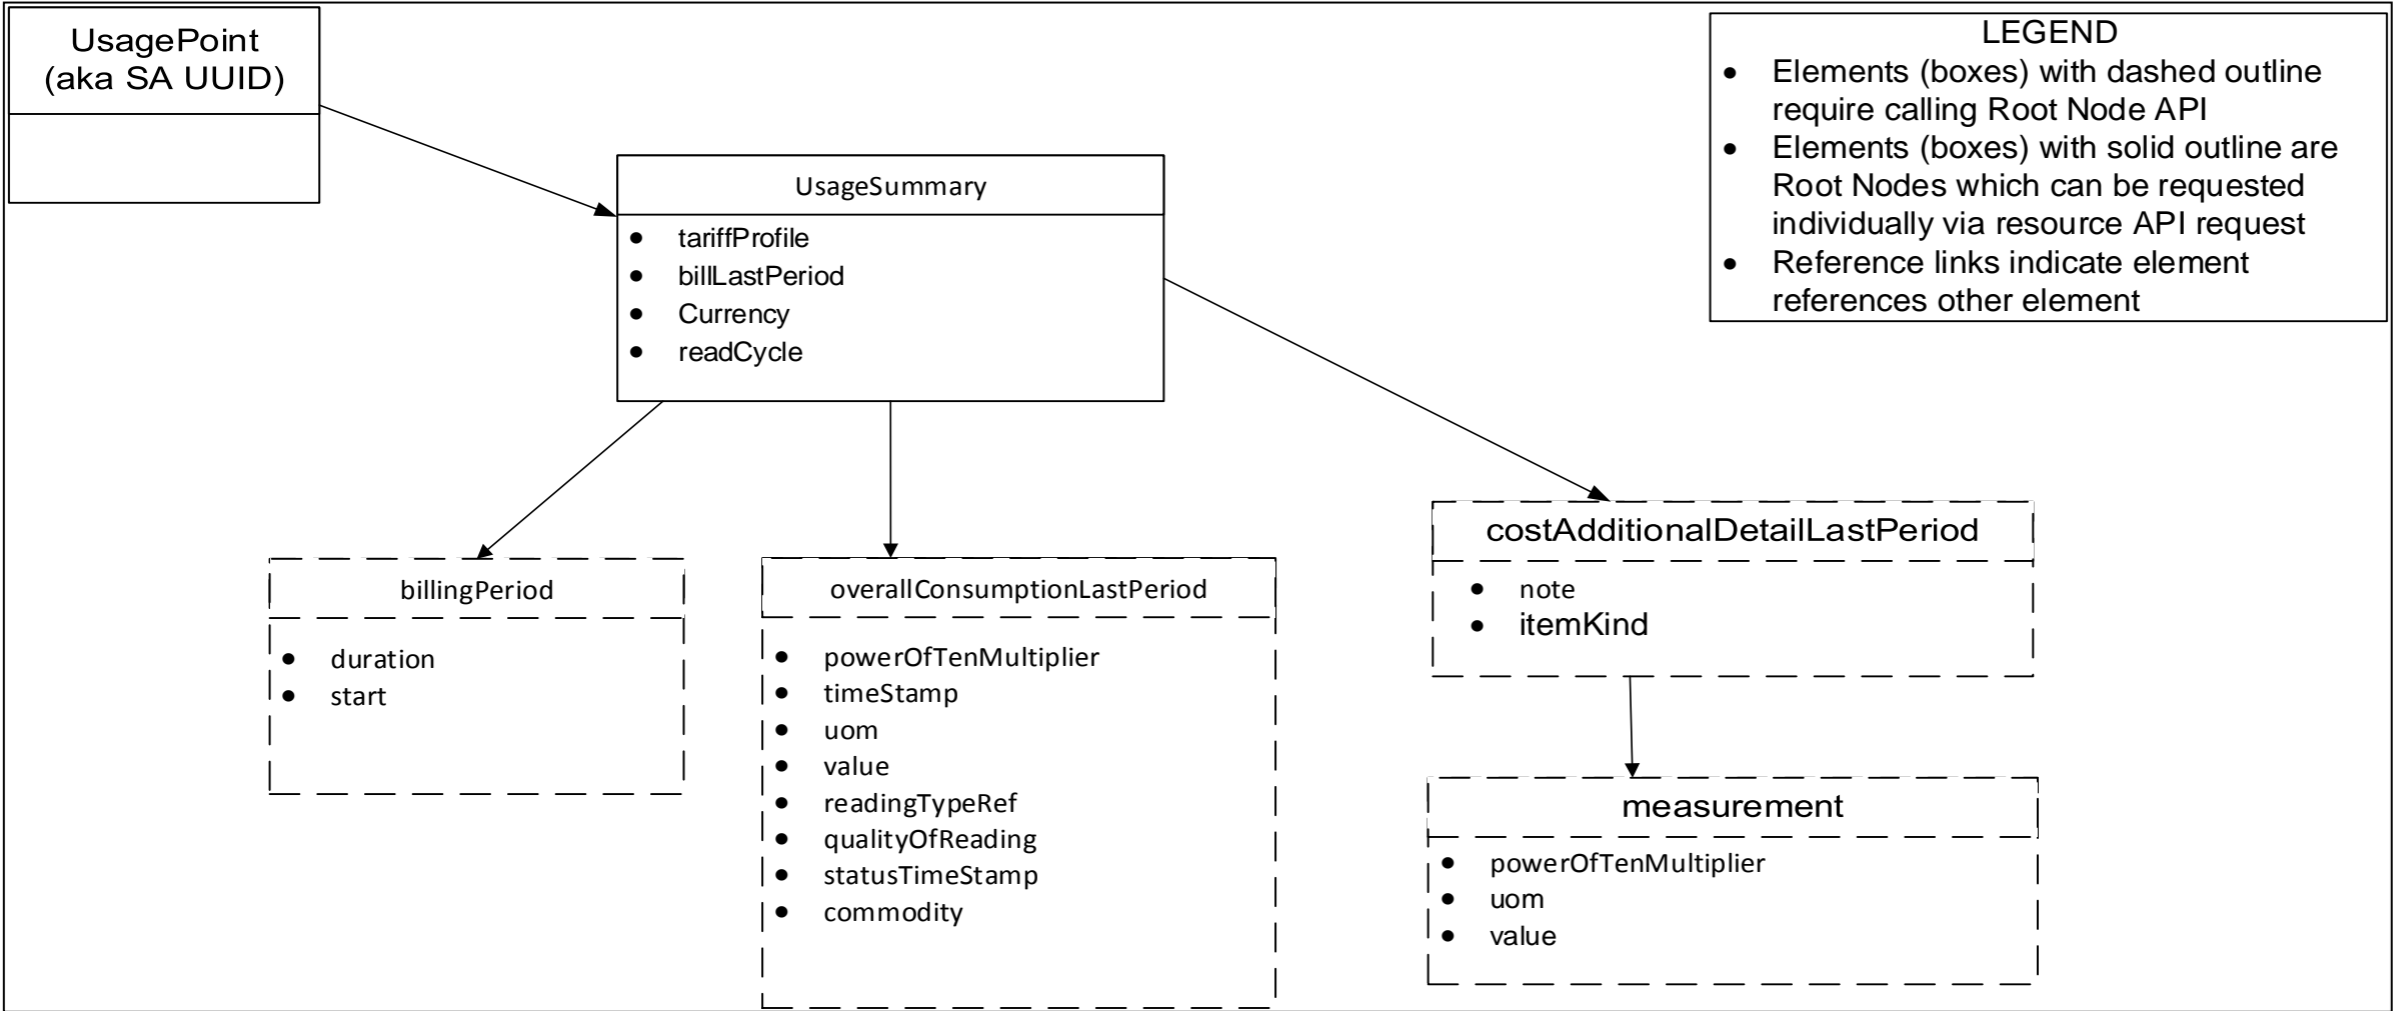 UsagePoint
(aka SA UUID)
LEGEND
• Elements (boxes) with dashed outline
require calling Root Node API
• Elements (boxes) with solid outline are
Root Nodes which can be requested
individually via resource API request
• Reference links indicate element
references other element
UsageSummary
• tariffProfile
• billLastPeriod
• Currency
• readCycle
billingPeriod
• duration
• start
overallConsumptionLastPeriod
• powerOfTenMultiplier
• timeStamp
• uom
• value
• readingTypeRef
• qualityOfReading
• statusTimeStamp
• commodity
costAdditionalDetailLastPeriod
• note
• itemKind
measurement
• powerOfTenMultiplier
• uom
• value